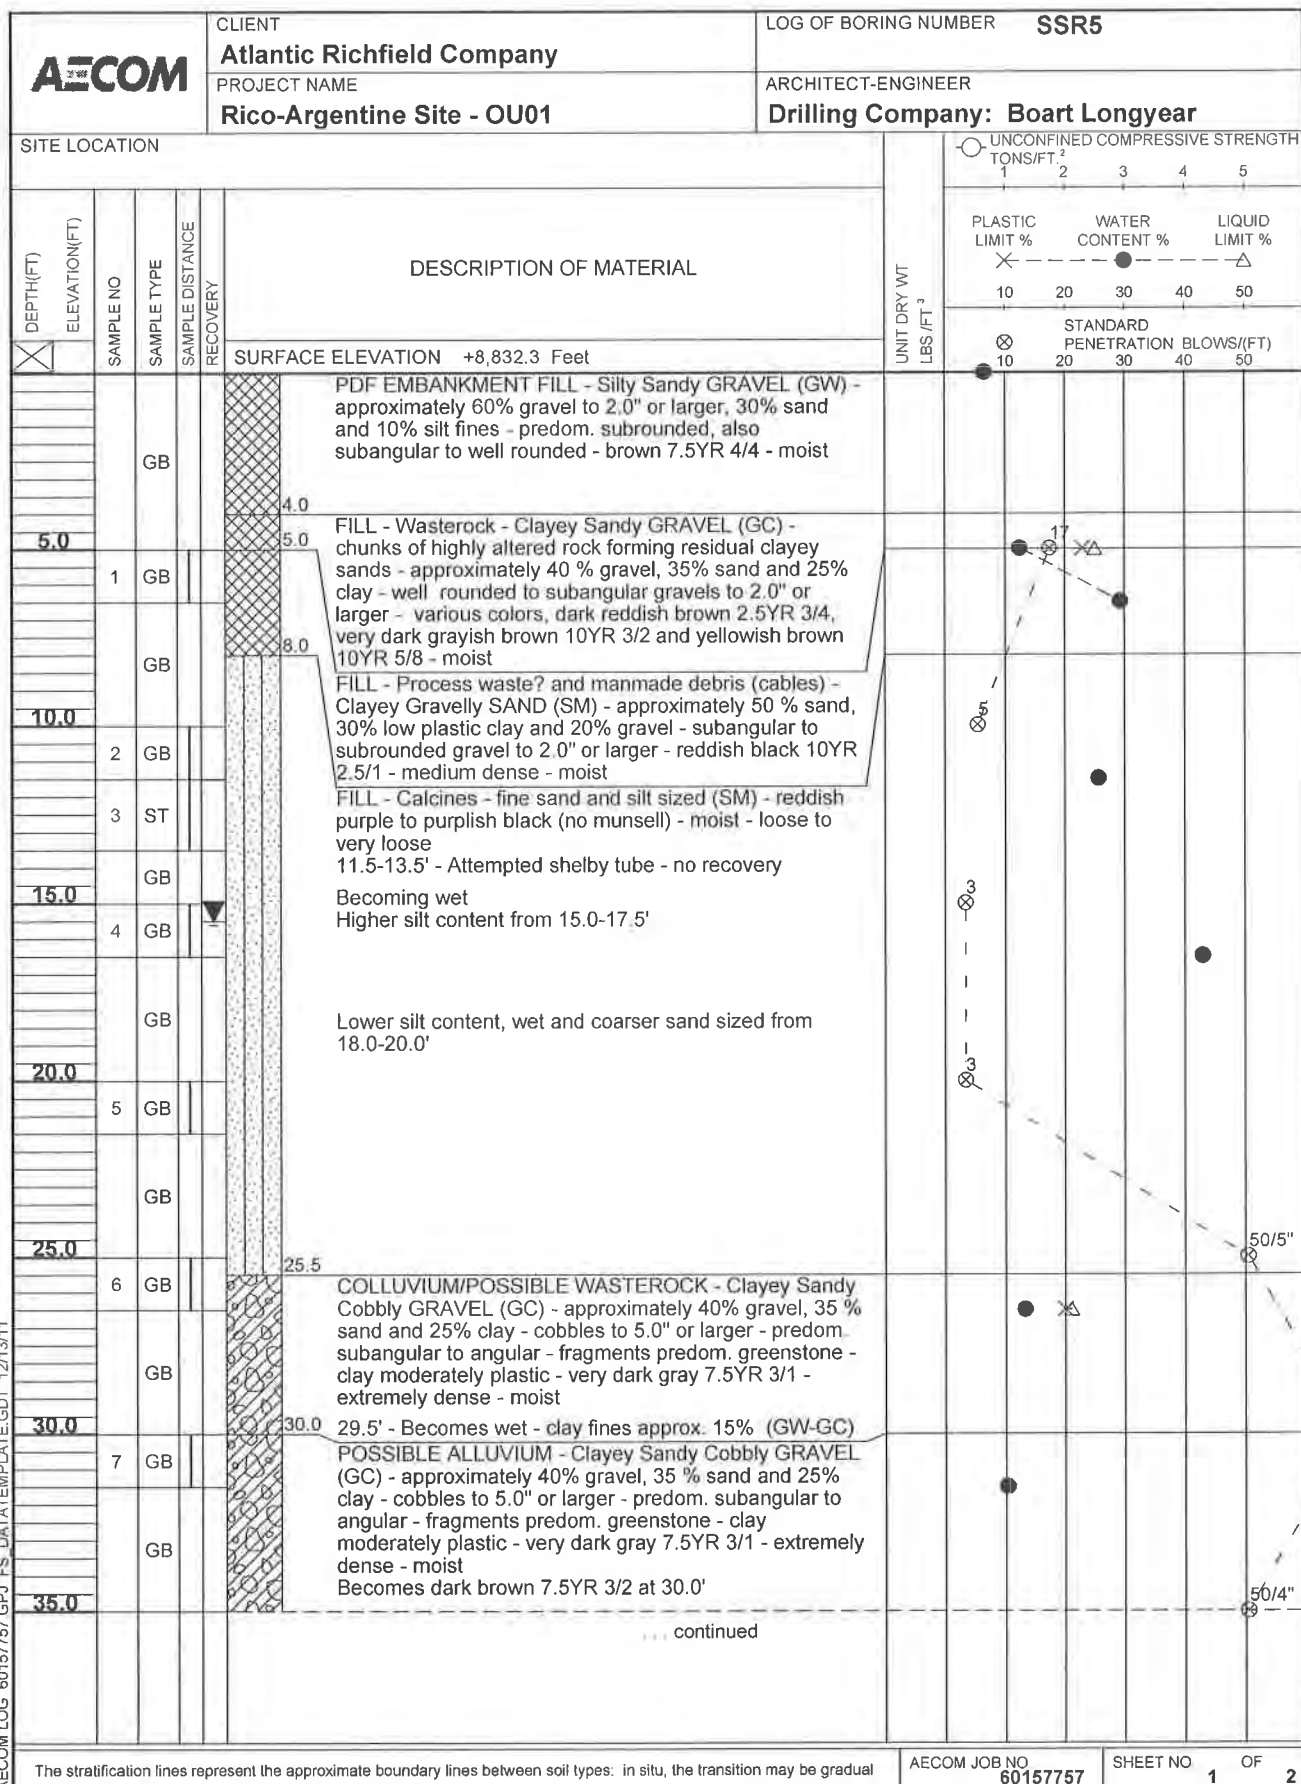 AECOM
CLIENT
Atlantic Richfield Company
LOG OF BORING NUMBER SSR5
PROJECT NAME
Rico-Argentine Site - OU01
ARCHITECT-ENGINEER
Drilling Company: Boart Longyear
SITE LOCATION
UNCONFINED COMPRESSIVE STRENGTH
TONS/FT.²
1 2 3 4 5
PLASTIC LIMIT %
WATER CONTENT %
LIQUID LIMIT %
10 20 30 40 50
STANDARD
PENETRATION BLOWS/(FT)
10 20 30 40 50
DEPTH(FT)
ELEVATION(FT)
SAMPLE NO
SAMPLE TYPE
SAMPLE DISTANCE
RECOVERY
DESCRIPTION OF MATERIAL
UNIT DRY WT
LBS./FT³
SURFACE ELEVATION +8,832.3 Feet
PDF EMBANKMENT FILL - Silty Sandy GRAVEL (GW) -
approximately 60% gravel to 2.0" or larger, 30% sand
and 10% silt fines - predom. subrounded, also
subangular to well rounded - brown 7.5YR 4/4 - moist
GB
4.0
FILL - Wasterock - Clayey Sandy GRAVEL (GC) -
5.0
5.0
17
chunks of highly altered rock forming residual clayey
sands - approximately 40 % gravel, 35% sand and 25%
1 GB
clay - well rounded to subangular gravels to 2.0" or
larger - various colors, dark reddish brown 2.5YR 3/4,
very dark grayish brown 10YR 3/2 and yellowish brown
8.0
10YR 5/8 - moist
GB
FILL - Process waste? and manmade debris (cables) -
Clayey Gravelly SAND (SM) - approximately 50 % sand,
10.0
5
30% low plastic clay and 20% gravel - subangular to
subrounded gravel to 2.0" or larger - reddish black 10YR
2 GB
2.5/1 - medium dense - moist
FILL - Calcines - fine sand and silt sized (SM) - reddish
3 ST
purple to purplish black (no munsell) - moist - loose to
very loose
11.5-13.5' - Attempted shelby tube - no recovery
GB
15.0
3
Becoming wet
Higher silt content from 15.0-17.5'
4 GB
GB
Lower silt content, wet and coarser sand sized from
18.0-20.0'
20.0
3
5 GB
GB
25.0
50/5"
25.5
6 GB
COLLUVIUM/POSSIBLE WASTEROCK - Clayey Sandy
Cobbly GRAVEL (GC) - approximately 40% gravel, 35 %
sand and 25% clay - cobbles to 5.0" or larger - predom.
subangular to angular - fragments predom. greenstone -
GB
clay moderately plastic - very dark gray 7.5YR 3/1 -
extremely dense - moist
30.0
30.0
29.5' - Becomes wet - clay fines approx. 15% (GW-GC)
POSSIBLE ALLUVIUM - Clayey Sandy Cobbly GRAVEL
7 GB
(GC) - approximately 40% gravel, 35 % sand and 25%
clay - cobbles to 5.0" or larger - predom. subangular to
angular - fragments predom. greenstone - clay
moderately plastic - very dark gray 7.5YR 3/1 - extremely
GB
dense - moist
Becomes dark brown 7.5YR 3/2 at 30.0'
35.0
50/4"
... continued
AECOM LOG 60157757.GPJ FS_DATATEMPLATE.GDT 12/13/11
The stratification lines represent the approximate boundary lines between soil types: in situ, the transition may be gradual
AECOM JOB NO
60157757
SHEET NO. 1 OF 2